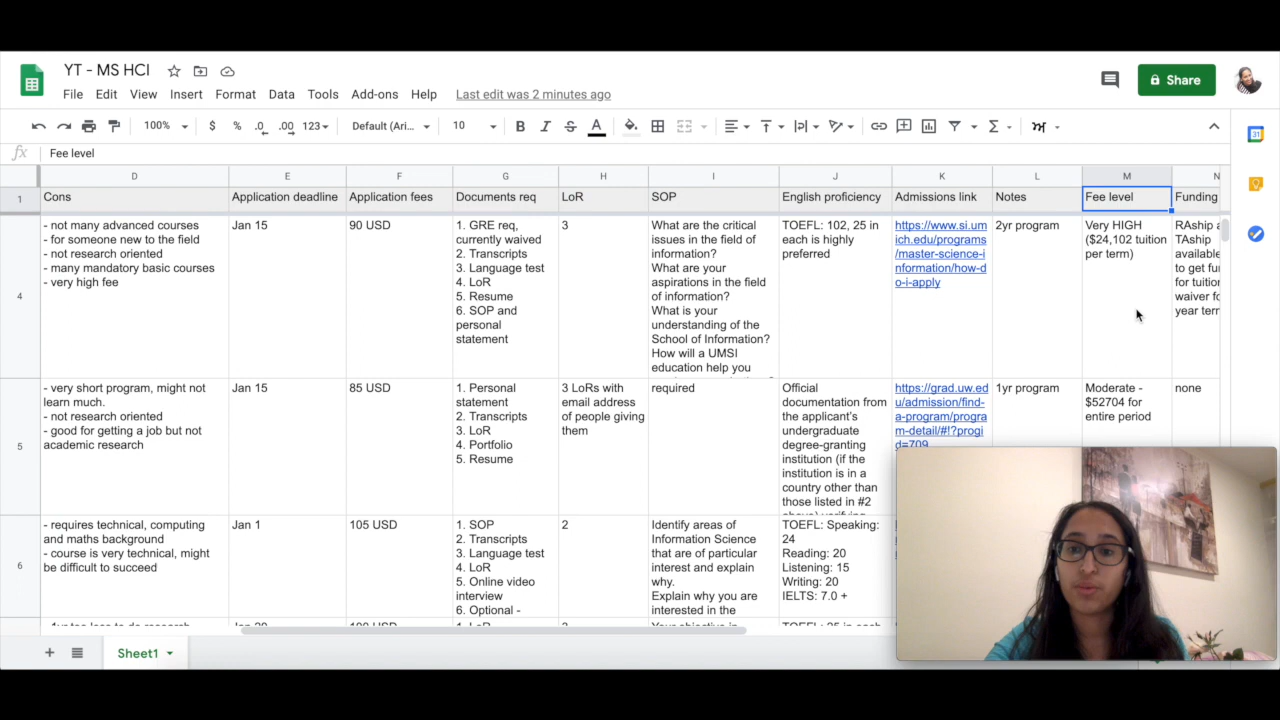 YT - MS HCI
Share
File Edit View Insert Format Data Tools Add-ons Help Last edit was 2 minutes ago
100% $ % .0 .00 123 Default (Ari... 10 B I S A
31
fx Fee level
D E F G H I J K L M N
1 Cons Application deadline Application fees Documents req LoR SOP English proficiency Admissions link Notes Fee level Funding
4
- not many advanced courses
- for someone new to the field
- not research oriented
- many mandatory basic courses
- very high fee
Jan 15
90 USD
1. GRE req,
currently waived
2. Transcripts
3. Language test
4. LoR
5. Resume
6. SOP and
personal
statement
3
What are the critical
issues in the field of
information?
What are your
aspirations in the field
of information?
What is your
understanding of the
School of Information?
How will a UMSI
education help you
TOEFL: 102, 25 in
each is highly
preferred
https://www.si.um
ich.edu/programs
/master-science-i
nformation/how-d
o-i-apply
2yr program
Very HIGH
($24,102 tuition
per term)
RAship
TAship
available
to get fu
for tuition
waiver fo
year terr
5
- very short program, might not
learn much.
- not research oriented
- good for getting a job but not
academic research
Jan 15
85 USD
1. Personal
statement
2. Transcripts
3. LoR
4. Portfolio
5. Resume
3 LoRs with
email address
of people giving
them
required
Official
documentation from
the applicant's
undergraduate
degree-granting
institution (if the
institution is in a
country other than
those listed in #2
https://grad.uw.ed
u/admission/find-
a-program/progra
m-detail/#!?progi
d=709
1yr program
Moderate -
$52704 for
entire period
none
6
- requires technical, computing
and maths background
- course is very technical, might
be difficult to succeed
Jan 1
105 USD
1. SOP
2. Transcripts
3. Language test
4. LoR
5. Online video
interview
6. Optional -
2
Identify areas of
Information Science
that are of particular
interest and explain
why.
Explain why you are
interested in the
TOEFL: Speaking:
24
Reading: 20
Listening: 15
Writing: 20
IELTS: 7.0 +
Sheet1